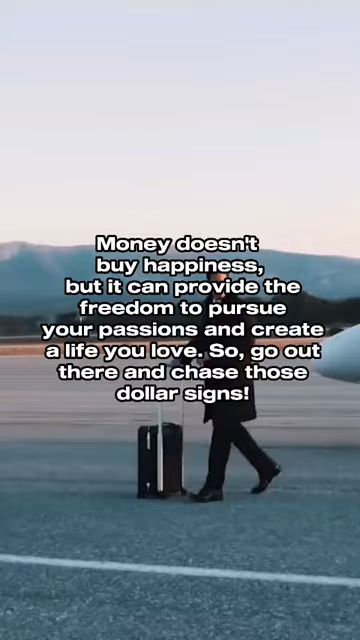 Money doesn't
buy happiness,
but it can provide the
freedom to pursue
your passions and create
a life you love. So, go out
there and chase those
dollar signs!